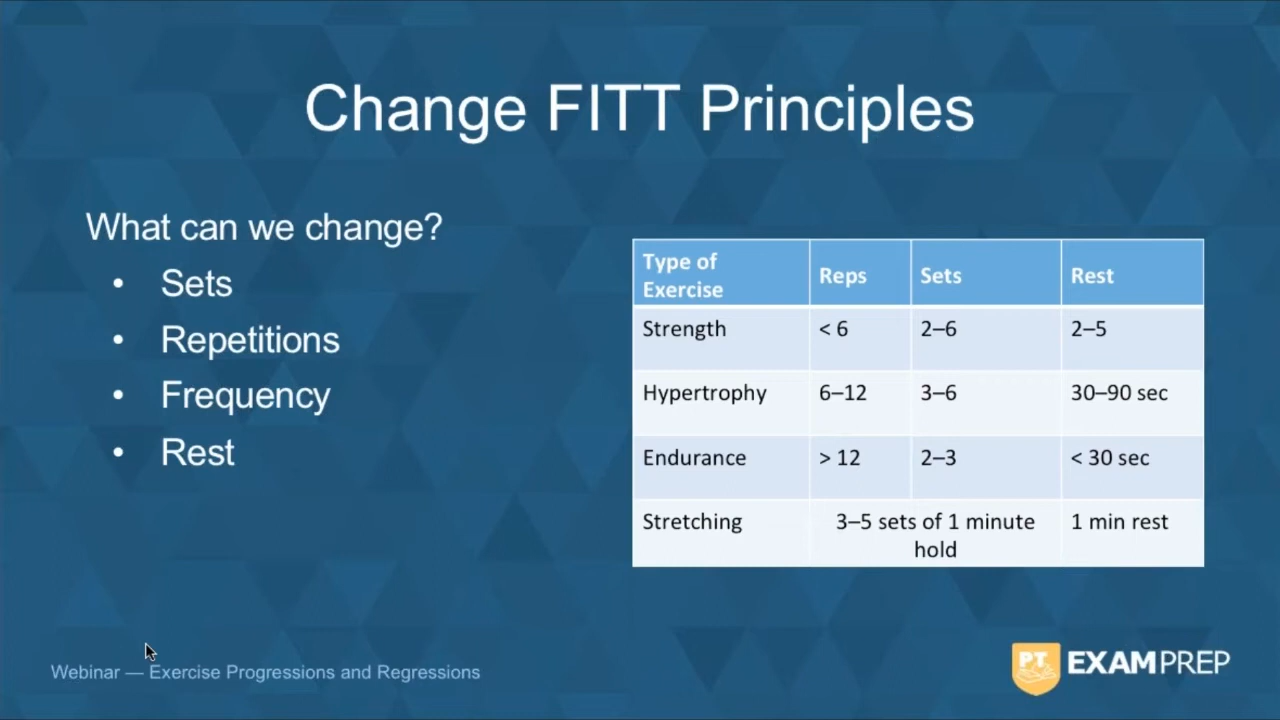 Change FITT Principles
What can we change?
• Sets
• Repetitions
• Frequency
• Rest
Type of
Exercise
Reps
Sets
Rest
Strength
< 6
2–6
2–5
Hypertrophy
6–12
3–6
30–90 sec
Endurance
> 12
2–3
< 30 sec
Stretching
3–5 sets of 1 minute
hold
1 min rest
Webinar — Exercise Progressions and Regressions
P.T.
EXAMPREP